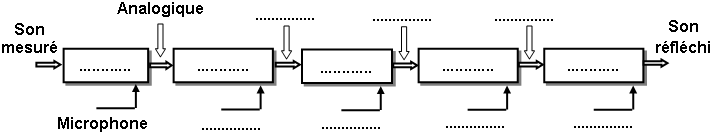 Analogique ............... ............... ...............
Son
mesuré
Son
réfléchi
............ ............ ............ ............ ............
Microphone ............... ............... ............... ...............